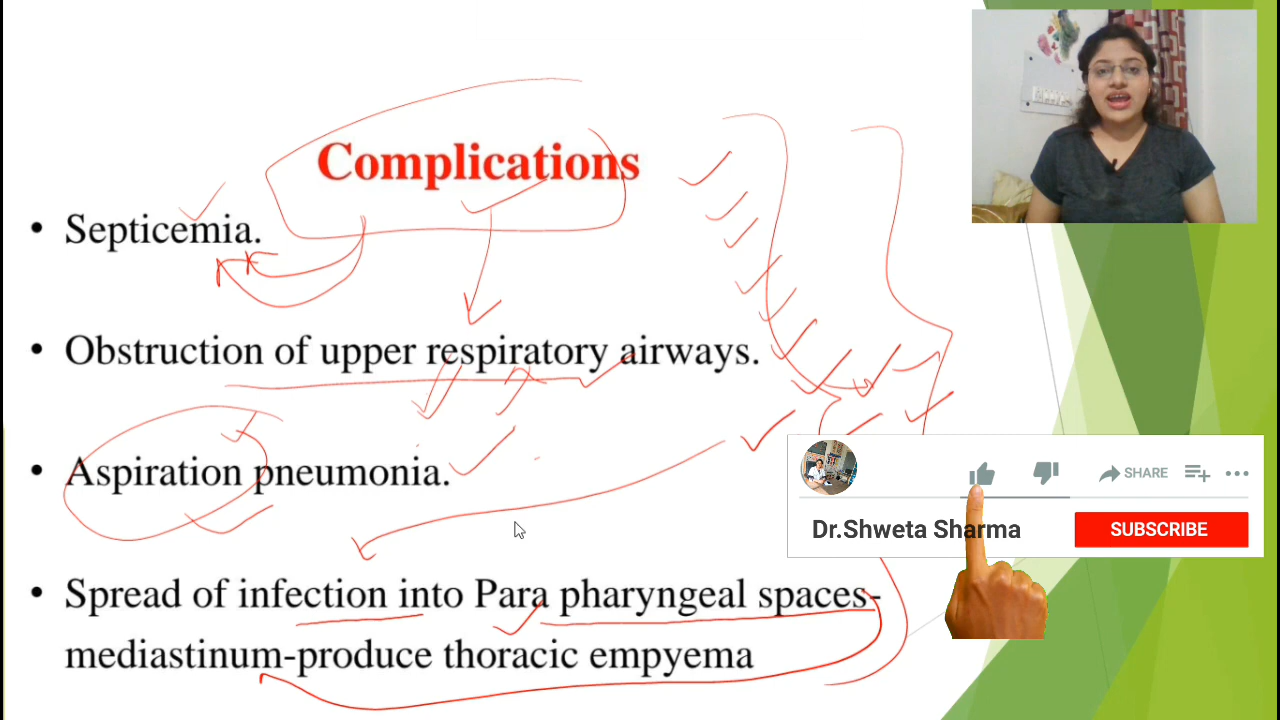 Complications
• Septicemia.
• Obstruction of upper respiratory airways.
• Aspiration pneumonia.
• Spread of infection into Para pharyngeal spaces-
mediastinum-produce thoracic empyema
SHARE
Dr.Shweta Sharma
SUBSCRIBE